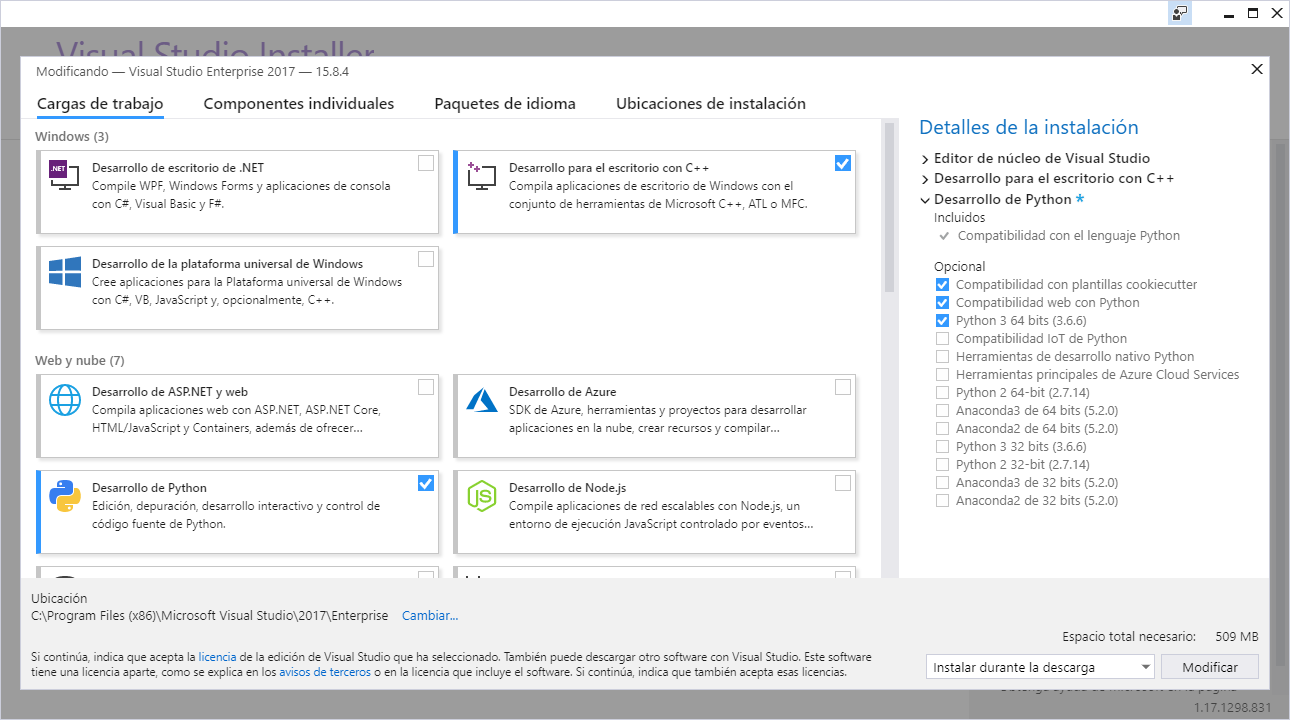 Visual Studio Installer
Modificando — Visual Studio Enterprise 2017 — 15.8.4
Cargas de trabajo
Componentes individuales
Paquetes de idioma
Ubicaciones de instalación
Windows (3)
.NET
Desarrollo de escritorio de .NET
Compile WPF, Windows Forms y aplicaciones de consola
con C#, Visual Basic y F#.
Desarrollo para el escritorio con C++
Compila aplicaciones de escritorio de Windows con el
conjunto de herramientas de Microsoft C++, ATL o MFC.
Desarrollo de la plataforma universal de Windows
Cree aplicaciones para la Plataforma universal de Windows
con C#, VB, JavaScript y, opcionalmente, C++.
Web y nube (7)
Desarrollo de ASP.NET y web
Compila aplicaciones web con ASP.NET, ASP.NET Core,
HTML/JavaScript y Containers, además de ofrecer...
Desarrollo de Azure
SDK de Azure, herramientas y proyectos para desarrollar
aplicaciones en la nube, crear recursos y compilar...
Desarrollo de Python
Edición, depuración, desarrollo interactivo y control de
código fuente de Python.
JS
Desarrollo de Node.js
Compile aplicaciones de red escalables con Node.js, un
entorno de ejecución JavaScript controlado por eventos...
Detalles de la instalación
Editor de núcleo de Visual Studio
Desarrollo para el escritorio con C++
Desarrollo de Python *
Incluidos
Compatibilidad con el lenguaje Python
Opcional
Compatibilidad con plantillas cookiecutter
Compatibilidad web con Python
Python 3 64 bits (3.6.6)
Compatibilidad IoT de Python
Herramientas de desarrollo nativo Python
Herramientas principales de Azure Cloud Services
Python 2 64-bit (2.7.14)
Anaconda3 de 64 bits (5.2.0)
Anaconda2 de 64 bits (5.2.0)
Python 3 32 bits (3.6.6)
Python 2 32-bit (2.7.14)
Anaconda3 de 32 bits (5.2.0)
Anaconda2 de 32 bits (5.2.0)
Ubicación
C:\Program Files (x86)\Microsoft Visual Studio\2017\Enterprise Cambiar...
Espacio total necesario: 509 MB
Si continúa, indica que acepta la licencia de la edición de Visual Studio que ha seleccionado. También puede descargar otro software con Visual Studio. Este software
tiene una licencia aparte, como se explica en los avisos de terceros o en la licencia que incluye el software. Si continúa, indica que también acepta esas licencias.
Instalar durante la descarga
Modificar
1.17.1298.831